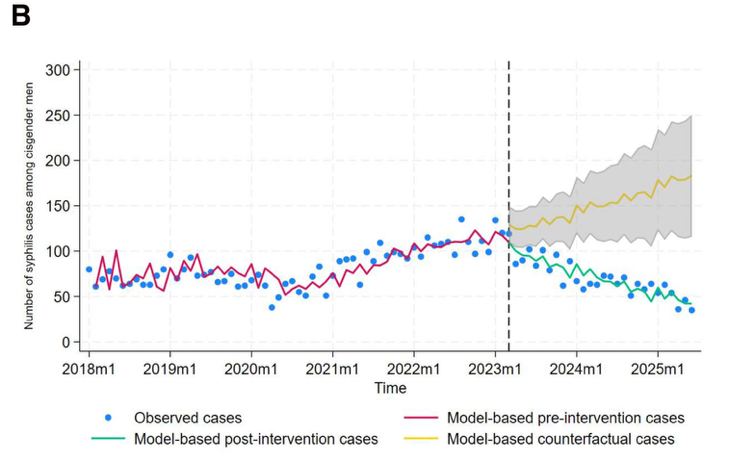 B
Number of syphilis cases among cisgender men
300
250
200
150
100
50
0
2018m1 2019m1 2020m1 2021m1 2022m1 2023m1 2024m1 2025m1
Time
Observed cases Model-based pre-intervention cases
Model-based post-intervention cases Model-based counterfactual cases